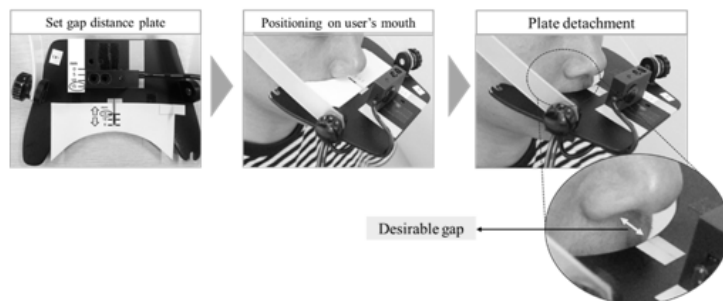 Set gap distance plate
Positioning on user's mouth
Plate detachment
Desirable gap